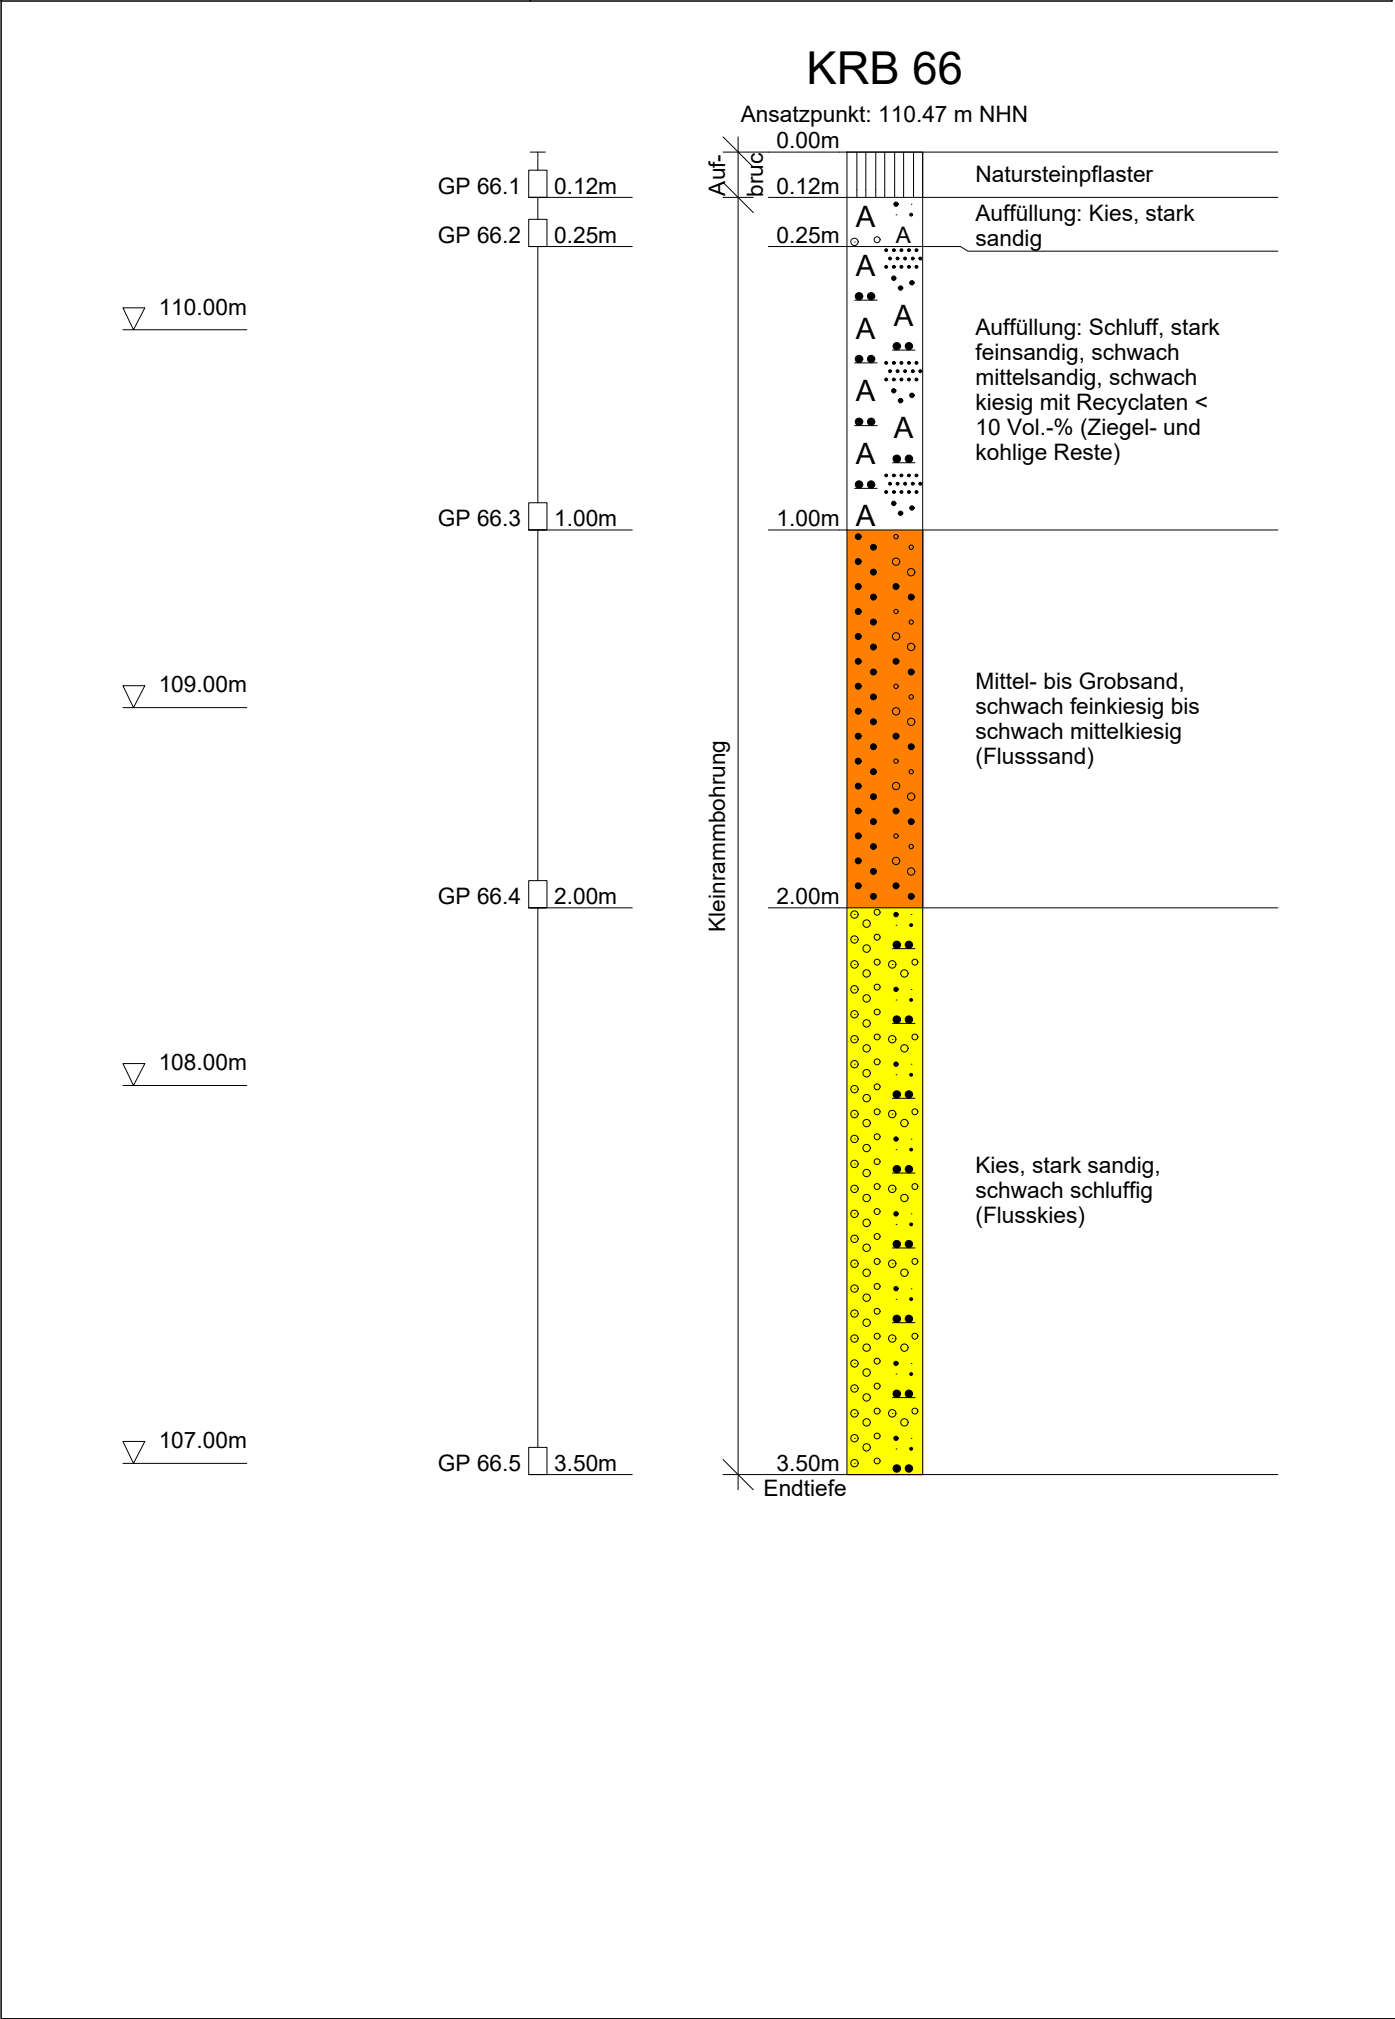 KRB 66
Ansatzpunkt: 110.47 m NHN
0.00m
Auf-
bruc
GP 66.1 0.12m
0.12m
Natursteinpflaster
GP 66.2 0.25m
0.25m
A
A
Auffüllung: Kies, stark
sandig
110.00m
A
A
A
A
A
A
A
Auffüllung: Schluff, stark
feinsandig, schwach
mittelsandig, schwach
kiesig mit Recyclaten <
10 Vol.-% (Ziegel- und
kohlige Reste)
GP 66.3 1.00m
1.00m
109.00m
Mittel- bis Grobsand,
schwach feinkiesig bis
schwach mittelkiesig
(Flusssand)
Kleinrammbohrung
GP 66.4 2.00m
2.00m
108.00m
Kies, stark sandig,
schwach schluffig
(Flusskies)
107.00m
GP 66.5 3.50m
3.50m
Endtiefe